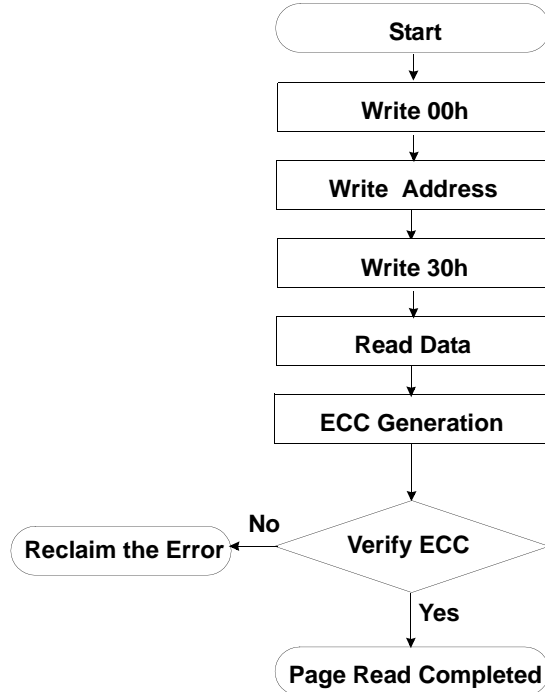 Start
Write 00h
Write Address
Write 30h
Read Data
ECC Generation
No
Reclaim the Error
Verify ECC
Yes
Page Read Completed